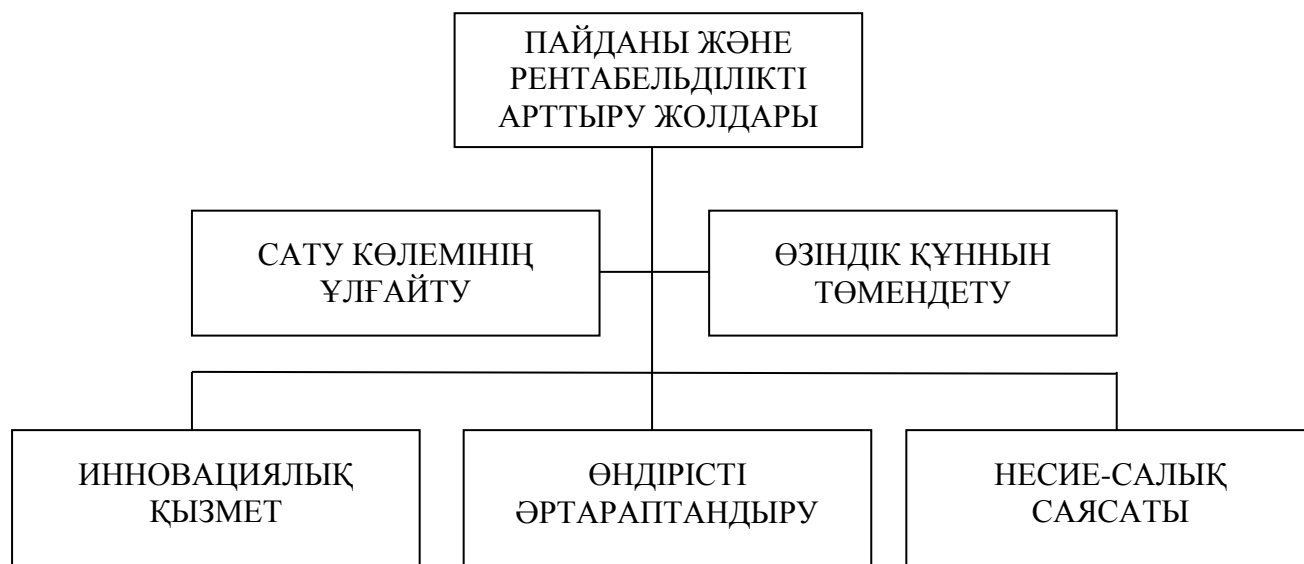 ПАЙДАНЫ ЖӘНЕ
РЕНТАБЕЛЬДІЛІКТІ
АРТТЫРУ ЖОЛДАРЫ
САТУ КӨЛЕМІНІҢ
ҰЛҒАЙТУ
ӨЗІНДІК ҚҰННЫН
ТӨМЕНДЕТУ
ИННОВАЦИЯЛЫҚ
ҚЫЗМЕТ
ӨНДІРІСТІ
ӘРТАРАПТАНДЫРУ
НЕСИЕ-САЛЫҚ
САЯСАТЫ